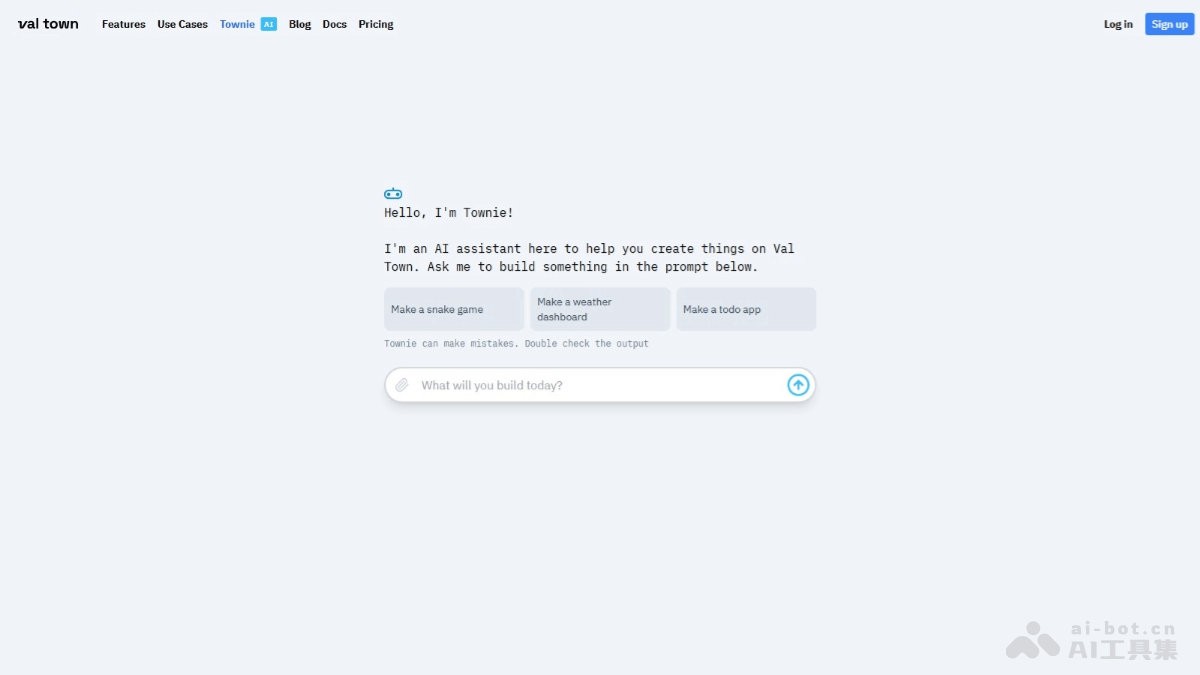 val town Features Use Cases Townie AI Blog Docs Pricing Log in Sign up
Hello, I'm Townie!
I'm an AI assistant here to help you create things on Val
Town. Ask me to build something in the prompt below.
Make a snake game
Make a weather
dashboard
Make a todo app
Townie can make mistakes. Double check the output
What will you build today?
ai-bot.cn
AI工具集